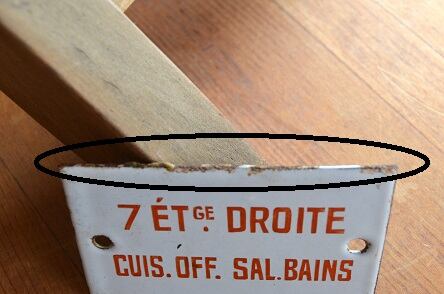 7 ÉTGE. DROITE
CUIS. OFF. SAL. BAINS